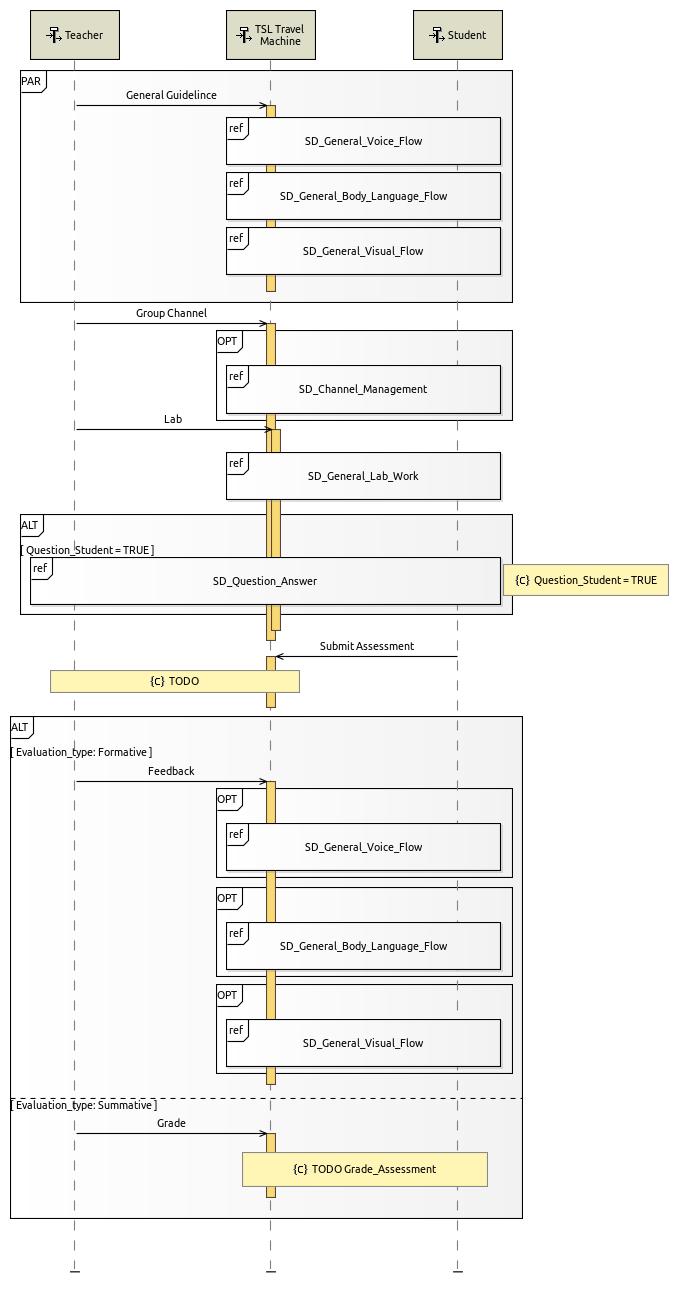 Teacher
TSL Travel
Machine
Student
PAR
General Guidelince
ref
SD_General_Voice_Flow
ref
SD_General_Body_Language_Flow
ref
SD_General_Visual_Flow
Group Channel
OPT
ref
SD_Channel_Management
Lab
ref
SD_General_Lab_Work
ALT
[ Question_Student = TRUE ]
ref
SD_Question_Answer
{c} Question_Student = TRUE
Submit Assessment
{c} TODO
ALT
[ Evaluation_type: Formative ]
Feedback
OPT
ref
SD_General_Voice_Flow
OPT
ref
SD_General_Body_Language_Flow
OPT
ref
SD_General_Visual_Flow
[ Evaluation_type: Summative ]
Grade
{c} TODO Grade_Assessment